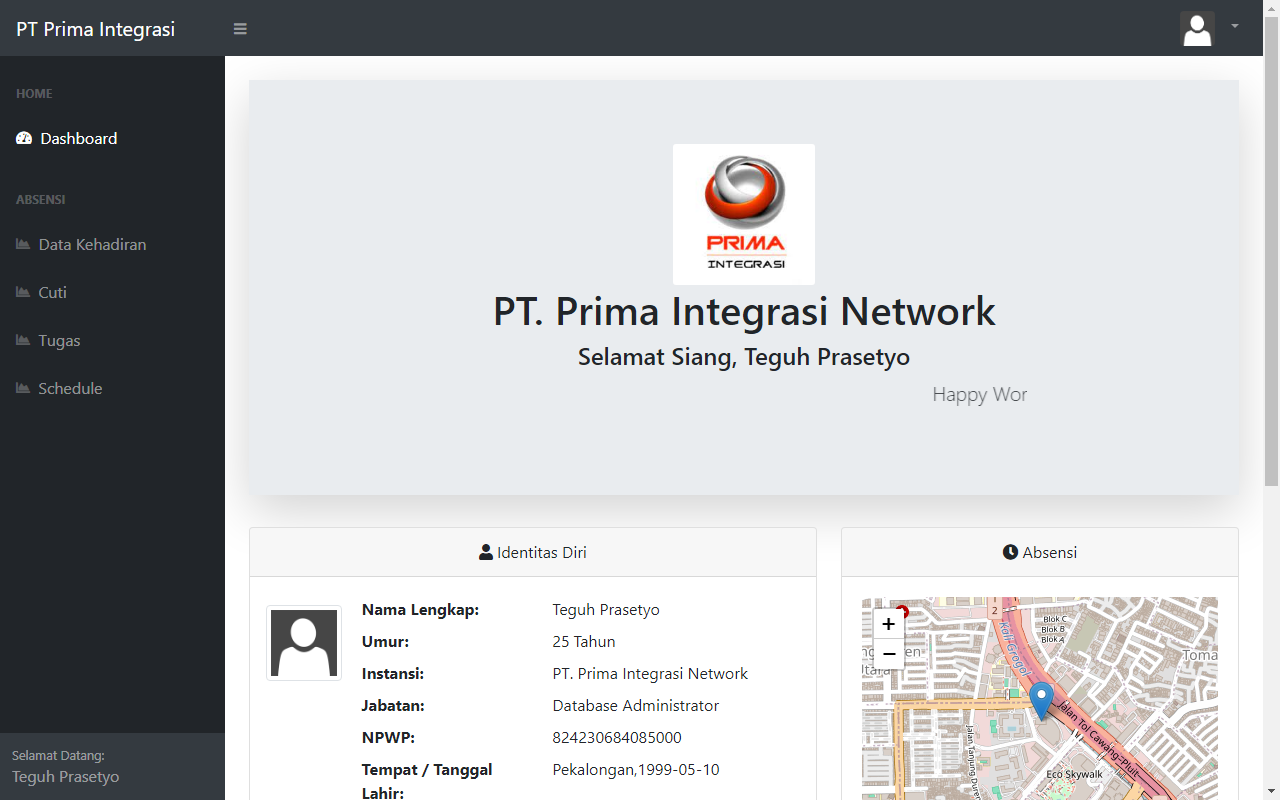 PT Prima Integrasi
HOME
Dashboard
ABSENSI
Data Kehadiran
Cuti
Tugas
Schedule
Selamat Datang:
Teguh Prasetyo
PRIMA
INTEGRASI
PT. Prima Integrasi Network
Selamat Siang, Teguh Prasetyo
Happy Wor
Identitas Diri
Nama Lengkap: Teguh Prasetyo
Umur: 25 Tahun
Instansi: PT. Prima Integrasi Network
Jabatan: Database Administrator
NPWP: 824230684085000
Tempat / Tanggal Pekalongan,1999-05-10
Lahir:
Absensi
+
−
2
Blok C
Blok B
Blok A
Kali Grogol
Toma
Utara
Jalan Tol Cawang-Pluit
Jalan Tanjung Duren
Eco Skywalk